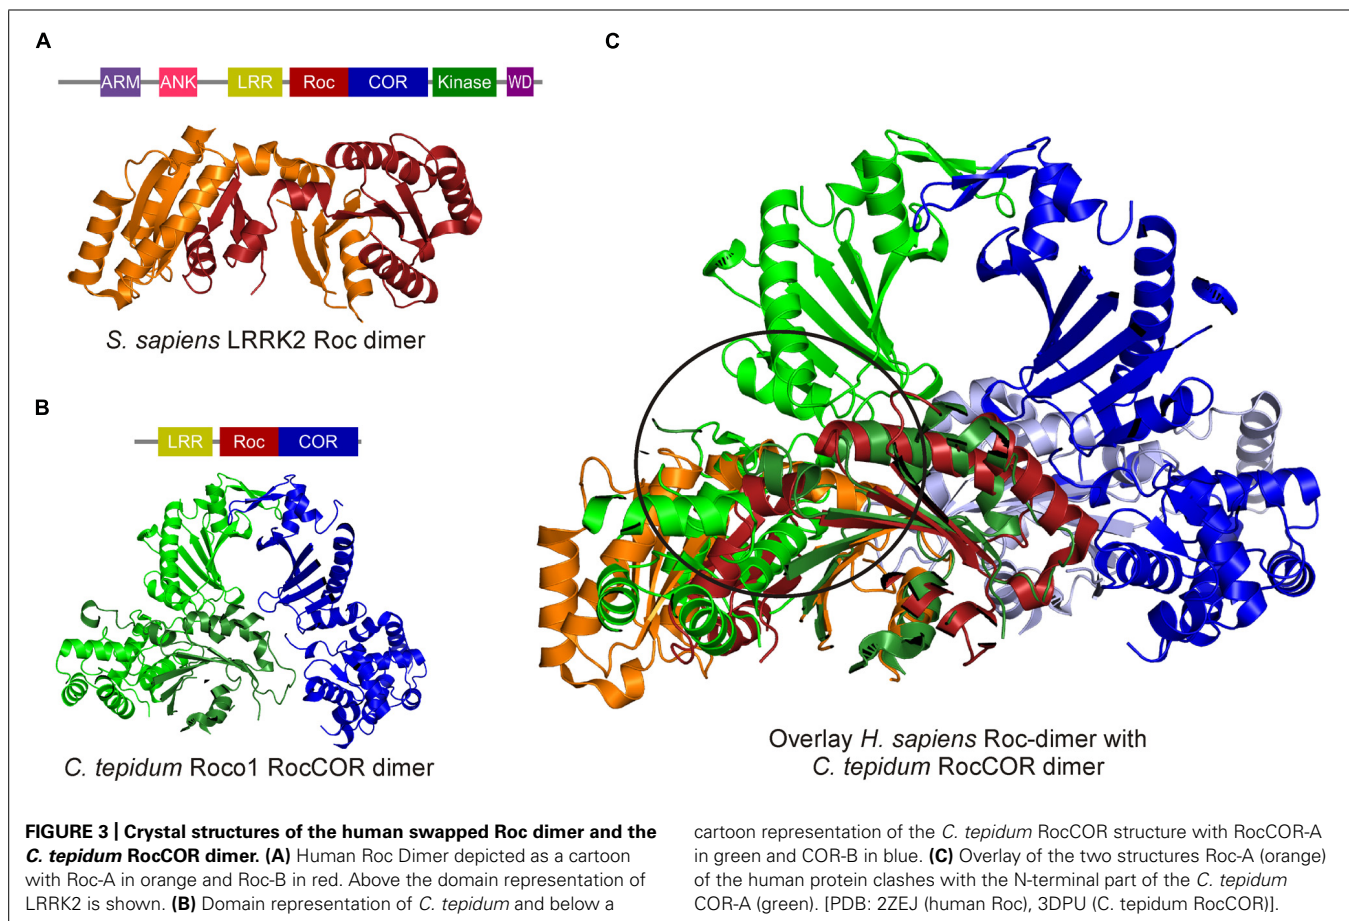 A
ARM ANK LRR Roc COR Kinase WD
S. sapiens LRRK2 Roc dimer
B
LRR Roc COR
C. tepidum Roco1 RocCOR dimer
C
Overlay H. sapiens Roc-dimer with
C. tepidum RocCOR dimer
FIGURE 3 | Crystal structures of the human swapped Roc dimer and the
C. tepidum RocCOR dimer. (A) Human Roc Dimer depicted as a cartoon
with Roc-A in orange and Roc-B in red. Above the domain representation of
LRRK2 is shown. (B) Domain representation of C. tepidum and below a
cartoon representation of the C. tepidum RocCOR structure with RocCOR-A
in green and COR-B in blue. (C) Overlay of the two structures Roc-A (orange)
of the human protein clashes with the N-terminal part of the C. tepidum
COR-A (green). [PDB: 2ZEJ (human Roc), 3DPU (C. tepidum RocCOR)].